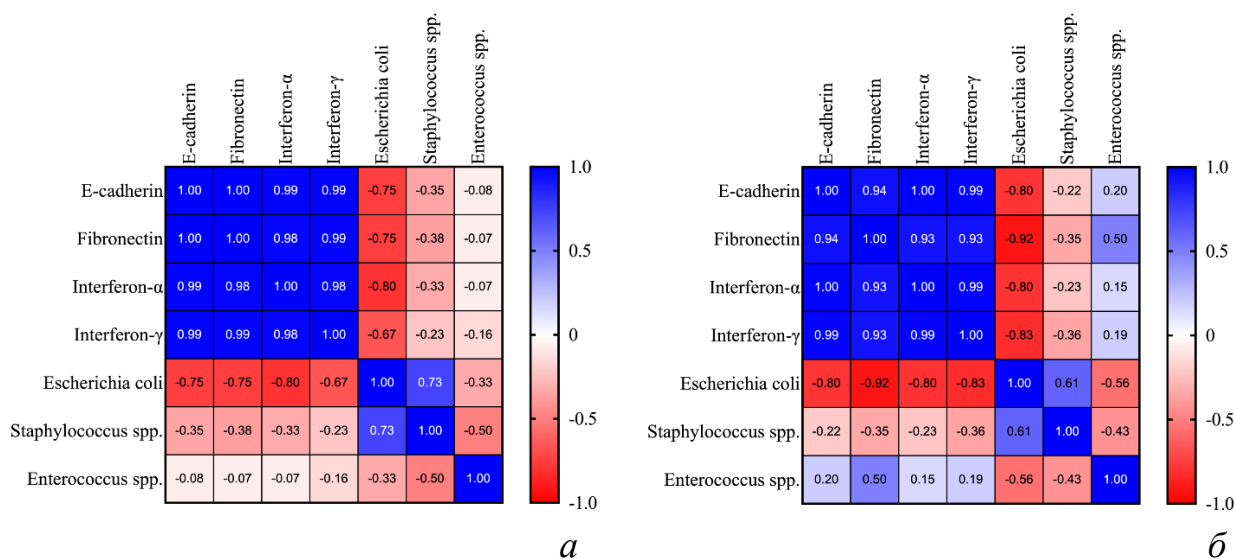 E-cadherin Fibronectin Interferon-α Interferon-γ Escherichia coli Staphylococcus spp. Enterococcus spp.
E-cadherin 1.00 1.00 0.99 0.99 -0.75 -0.35 -0.08
Fibronectin 1.00 1.00 0.98 0.99 -0.75 -0.38 -0.07
Interferon-α 0.99 0.98 1.00 0.98 -0.80 -0.33 -0.07
Interferon-γ 0.99 0.99 0.98 1.00 -0.67 -0.23 -0.16
Escherichia coli -0.75 -0.75 -0.80 -0.67 1.00 0.73 -0.33
Staphylococcus spp. -0.35 -0.38 -0.33 -0.23 0.73 1.00 -0.50
Enterococcus spp. -0.08 -0.07 -0.07 -0.16 -0.33 -0.50 1.00
1.0
0.5
0
-0.5
-1.0
а
E-cadherin Fibronectin Interferon-α Interferon-γ Escherichia coli Staphylococcus spp. Enterococcus spp.
E-cadherin 1.00 0.94 1.00 0.99 -0.80 -0.22 0.20
Fibronectin 0.94 1.00 0.93 0.93 -0.92 -0.35 0.50
Interferon-α 1.00 0.93 1.00 0.99 -0.80 -0.23 0.15
Interferon-γ 0.99 0.93 0.99 1.00 -0.83 -0.36 0.19
Escherichia coli -0.80 -0.92 -0.80 -0.83 1.00 0.61 -0.56
Staphylococcus spp. -0.22 -0.35 -0.23 -0.36 0.61 1.00 -0.43
Enterococcus spp. 0.20 0.50 0.15 0.19 -0.56 -0.43 1.00
1.0
0.5
0
-0.5
-1.0
б